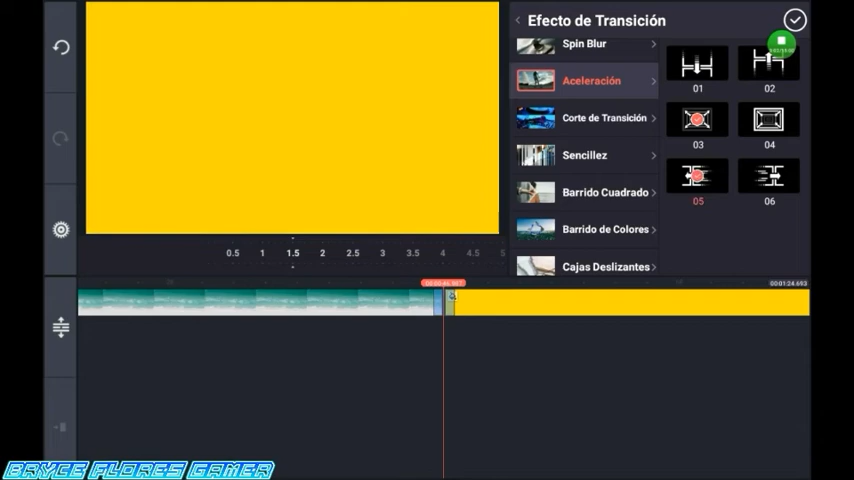 Efecto de Transición
Spin Blur
Aceleración
Corte de Transición
Sencillez
Barrido Cuadrado
Barrido de Colores
Cajas Deslizantes
01
02
03
04
05
06
0.5 1 1.5 2 2.5 3 3.5 4 4.5 5
00:01:24.693
BRYCE FLORES GAMER